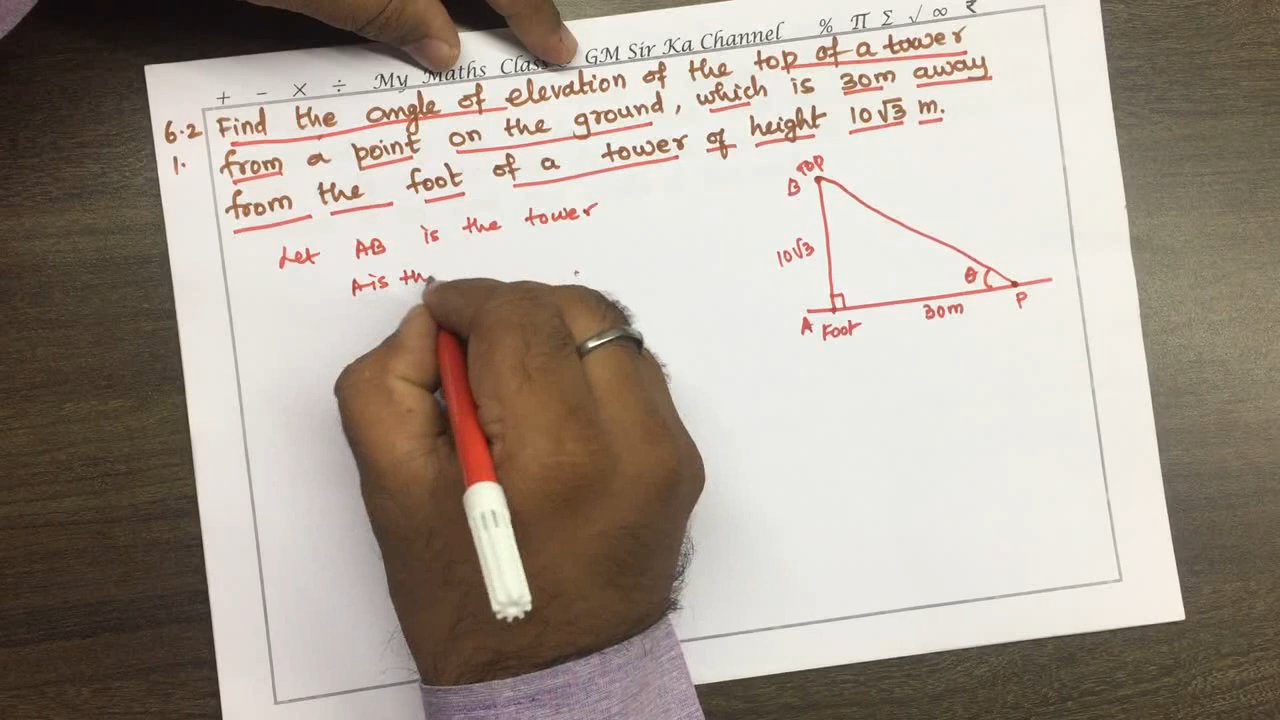 + − × ÷ My Maths Class GM Sir Ka Channel % Π Σ √ ∞ ₹
6.2 Find the angle of elevation of the top of a tower
1. from a point on the ground, which is 30m away
from the foot of a tower of height 10√3 m.
Let AB is the tower
A is th
TOP
B
10√3
θ
30m
P
A Foot